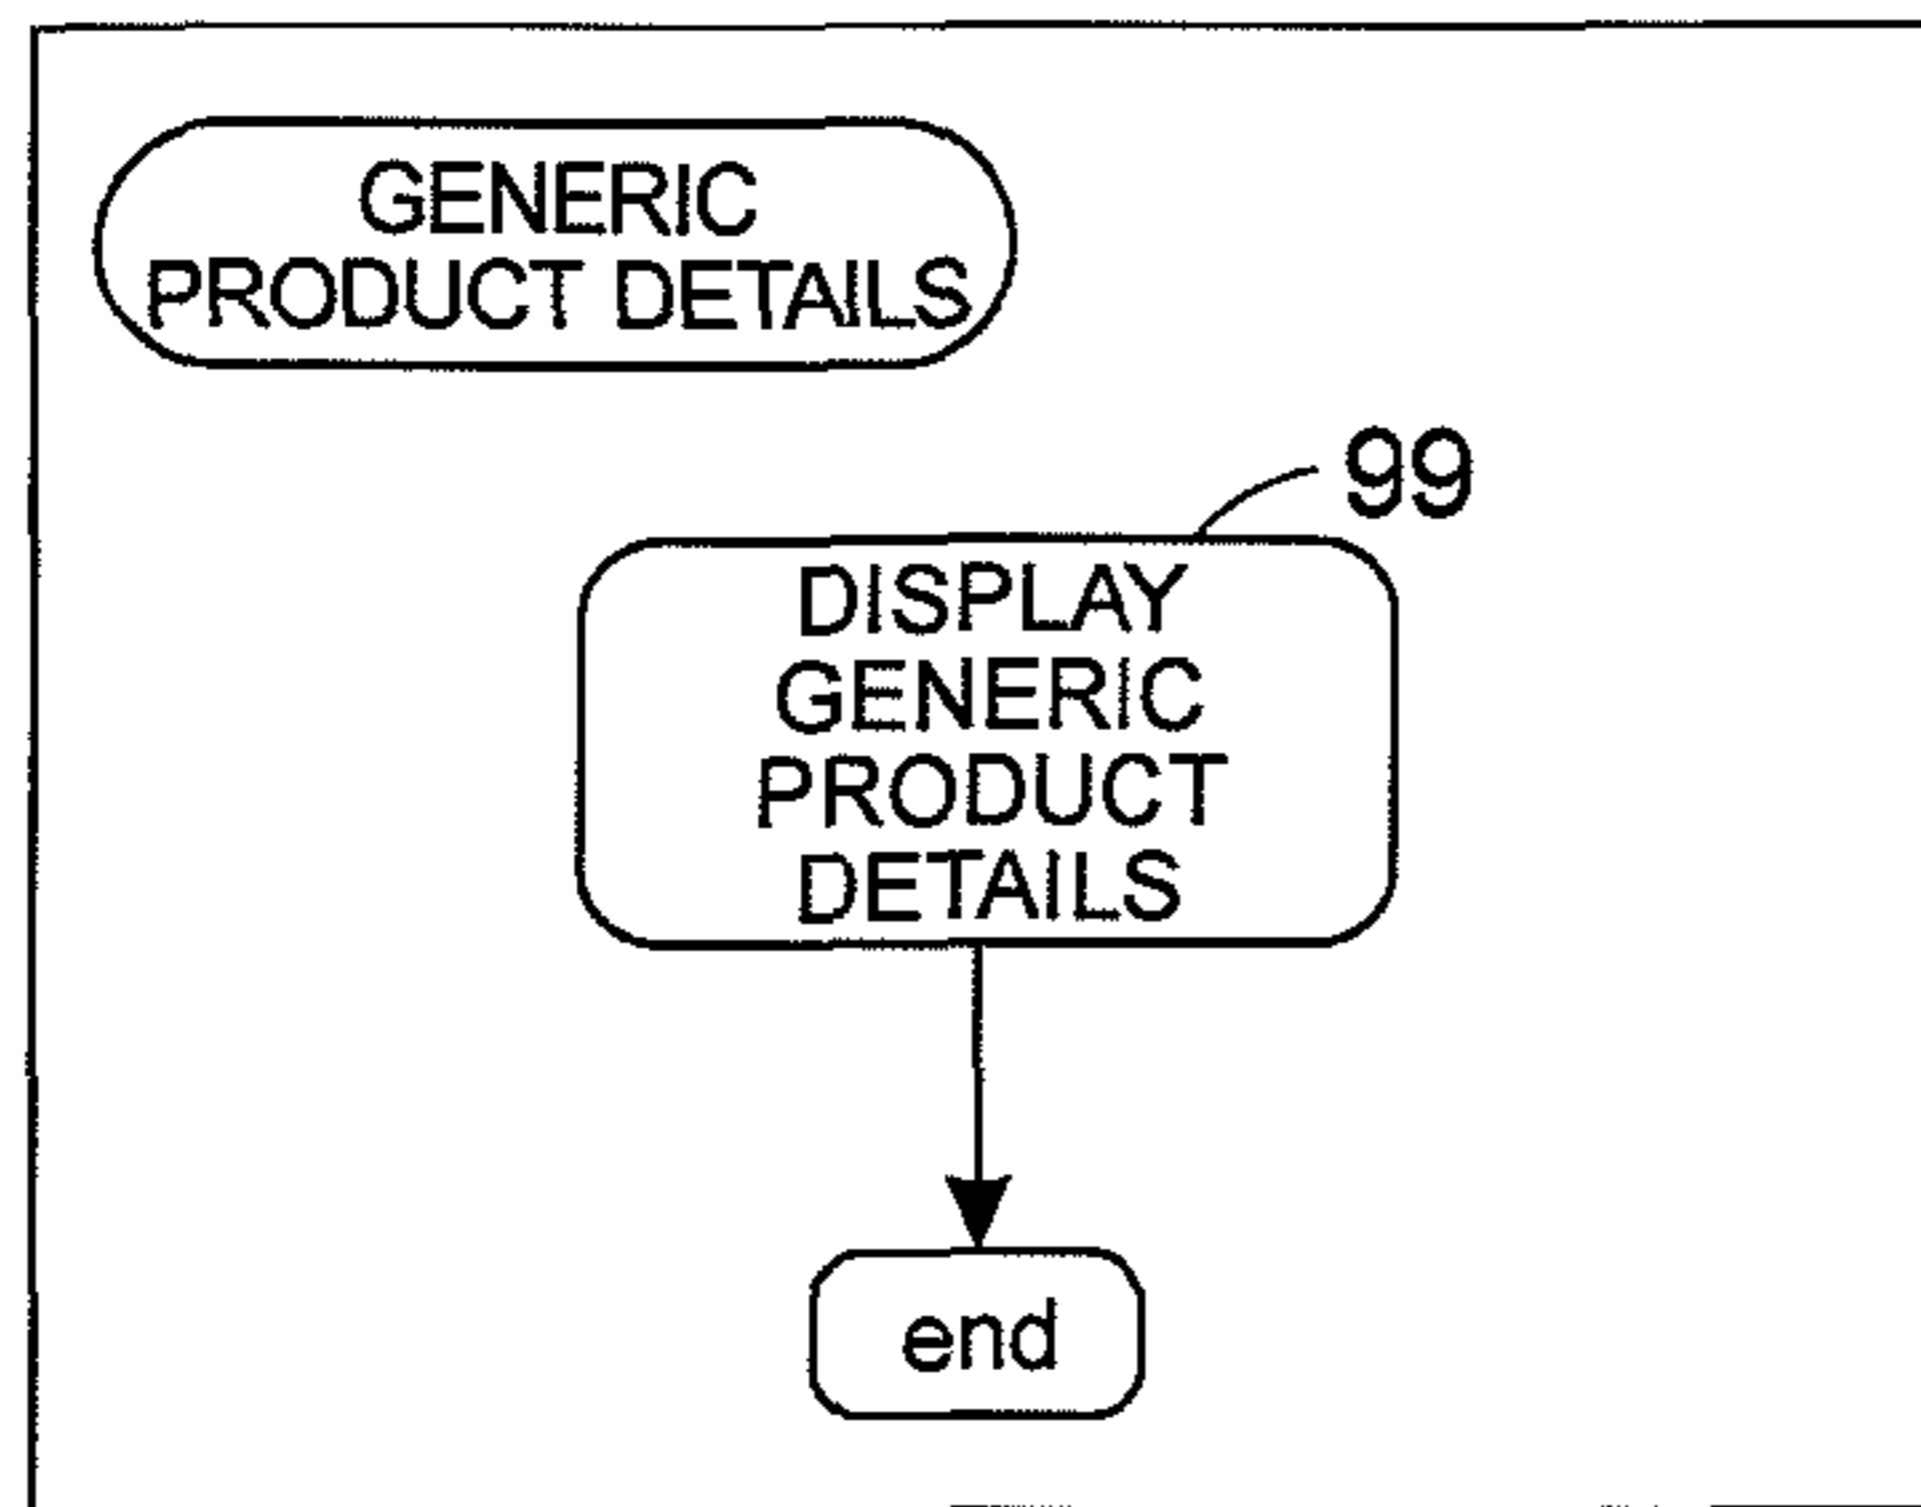 GENERIC
PRODUCT DETAILS
99
DISPLAY
GENERIC
PRODUCT
DETAILS
end